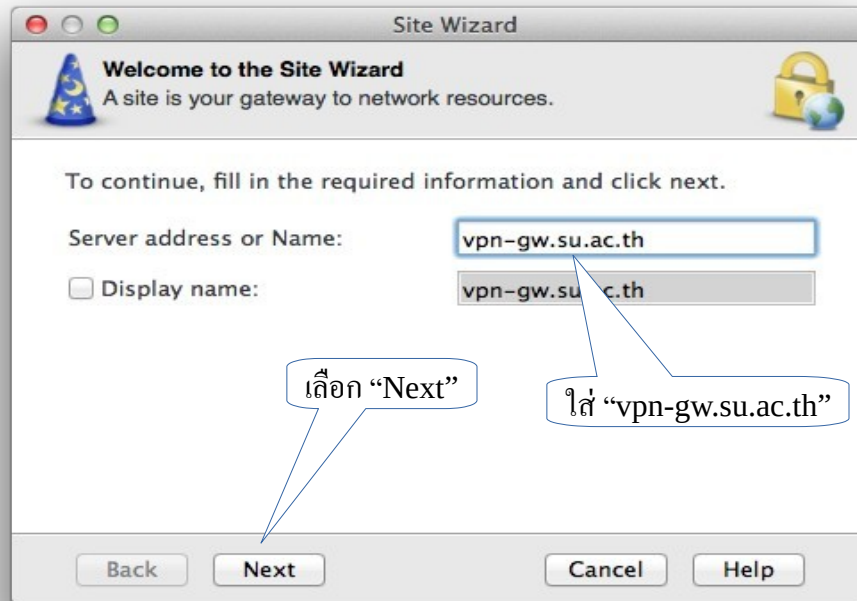 Site Wizard
Welcome to the Site Wizard
A site is your gateway to network resources.
To continue, fill in the required information and click next.
Server address or Name: vpn-gw.su.ac.th
Display name: vpn-gw.su c.th
เลือก “Next”
ใส่ “vpn-gw.su.ac.th”
Back Next Cancel Help